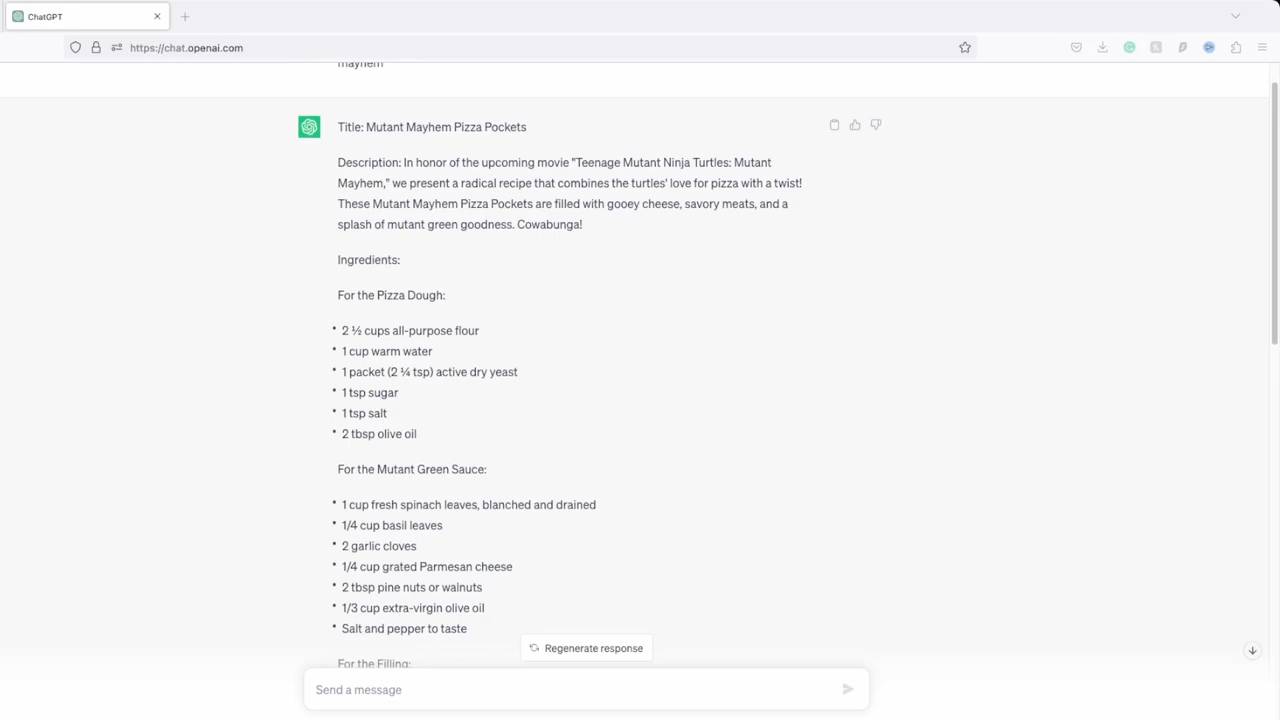 ChatGPT
https://chat.openai.com
mayhem
Title: Mutant Mayhem Pizza Pockets
Description: In honor of the upcoming movie "Teenage Mutant Ninja Turtles: Mutant
Mayhem," we present a radical recipe that combines the turtles' love for pizza with a twist!
These Mutant Mayhem Pizza Pockets are filled with gooey cheese, savory meats, and a
splash of mutant green goodness. Cowabunga!
Ingredients:
For the Pizza Dough:
• 2 ½ cups all-purpose flour
• 1 cup warm water
• 1 packet (2 ¼ tsp) active dry yeast
• 1 tsp sugar
• 1 tsp salt
• 2 tbsp olive oil
For the Mutant Green Sauce:
• 1 cup fresh spinach leaves, blanched and drained
• 1/4 cup basil leaves
• 2 garlic cloves
• 1/4 cup grated Parmesan cheese
• 2 tbsp pine nuts or walnuts
• 1/3 cup extra-virgin olive oil
• Salt and pepper to taste
Regenerate response
For the Filling:
Send a message